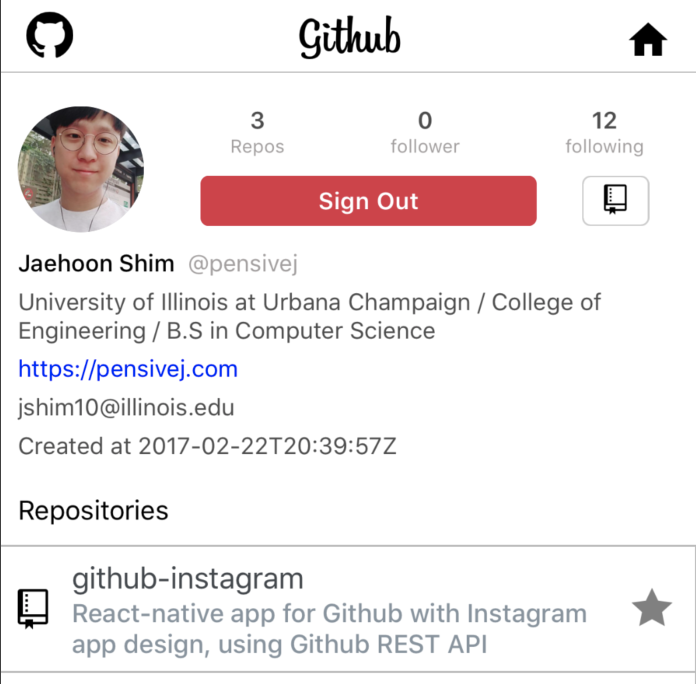 Github
3 0 12
Repos follower following
Sign Out
Jaehoon Shim @pensivej
University of Illinois at Urbana Champaign / College of
Engineering / B.S in Computer Science
https://pensivej.com
jshim10@illinois.edu
Created at 2017-02-22T20:39:57Z
Repositories
github-instagram
React-native app for Github with Instagram
app design, using Github REST API